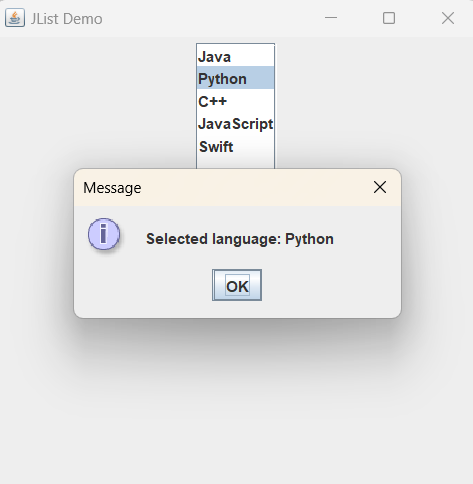 JList Demo
Java
Python
C++
JavaScript
Swift
Message
Selected language: Python
OK